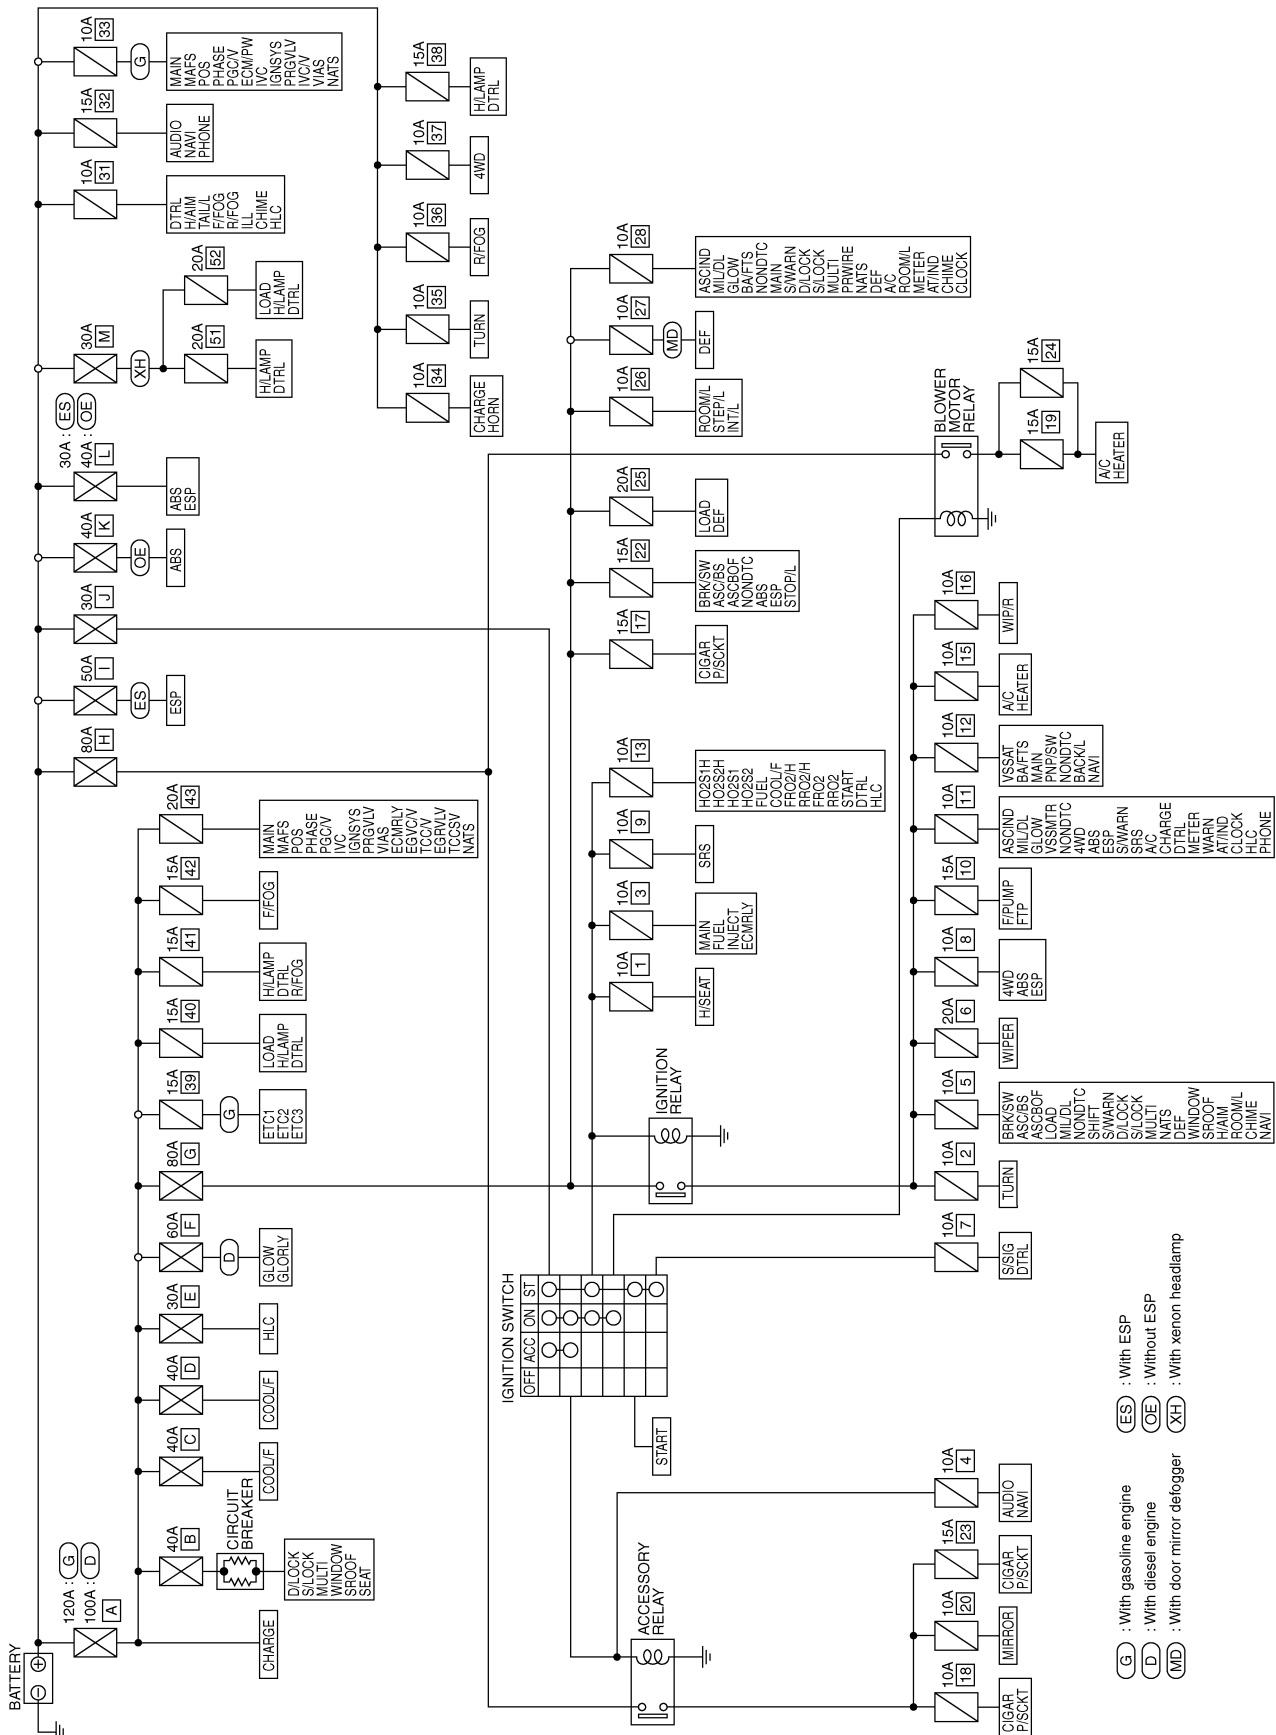 BATTERY
120A : G
100A : D
A
CHARGE
40A
B
CIRCUIT
BREAKER
D/LOCK
S/LOCK
MULTI
WINDOW
SROOF
SEAT
40A
C
COOL/F
40A
D
COOL/F
30A
E
HLC
60A
F
D
GLOW
GLORLY
80A
G
15A
39
G
ETC1
ETC2
ETC3
15A
40
LOAD
H/LAMP
DTRL
15A
41
H/LAMP
DTRL
R/FOG
15A
42
F/FOG
20A
43
MAIN
MAFS
POS
PHASE
PGC/V
IVC
IGNSYS
PRGVLV
VIAS
ECMRLY
EGVC/V
TCC/V
EGRVLV
TCCSV
NATS
80A
H
50A
I
ES
ESP
30A
J
40A
K
OE
ABS
30A : ES
40A : OE
L
ABS
ESP
30A
M
XH
20A
51
H/LAMP
DTRL
20A
52
LOAD
H/LAMP
DTRL
10A
31
DTRL
H/AIM
TAIL/L
F/FOG
R/FOG
ILL
CHIME
HLC
15A
32
AUDIO
NAVI
PHONE
10A
33
G
MAIN
MAFS
POS
PHASE
PGC/V
ECM/PW
IVC
IGNSYS
PRGVLV
IVC/V
VIAS
NATS
10A
34
CHARGE
HORN
10A
35
TURN
10A
36
R/FOG
10A
37
4WD
15A
38
H/LAMP
DTRL
IGNITION SWITCH
OFF
ACC
ON
ST
START
ACCESSORY
RELAY
IGNITION
RELAY
10A
1
H/SEAT
10A
3
MAIN
FUEL
INJECT
ECMRLY
10A
9
SRS
10A
13
HO2S1H
HO2S2H
HO2S1
HO2S2
FUEL
COOL/F
FRO2/H
RRO2/H
FRO2
RRO2
START
DTRL
HLC
15A
17
CIGAR
P/SCKT
15A
22
BRK/SW
ASC/BS
ASCBOF
NONDTC
ABS
ESP
STOP/L
20A
25
LOAD
DEF
10A
26
ROOM/L
STEP/L
INT/L
10A
27
MD
DEF
10A
28
ASCIND
MIL/DL
GLOW
BA/FTS
NONDTC
MAIN
S/WARN
D/LOCK
S/LOCK
MULTI
PRWIRE
NATS
DEF
A/C
ROOM/L
METER
AT/IND
CHIME
CLOCK
10A
18
CIGAR
P/SCKT
10A
20
MIRROR
15A
23
CIGAR
P/SCKT
10A
4
AUDIO
NAVI
10A
7
S/SIG
DTRL
10A
2
TURN
10A
5
BRK/SW
ASC/BS
ASCBOF
LOAD
MIL/DL
NONDTC
SHIFT
S/WARN
D/LOCK
S/LOCK
MULTI
NATS
DEF
WINDOW
SROOF
H/AIM
ROOM/L
CHIME
NAVI
20A
6
WIPER
10A
8
4WD
ABS
ESP
15A
10
F/PUMP
FTP
10A
11
ASCIND
MIL/DL
GLOW
VSSMTR
NONDTC
4WD
ABS
ESP
S/WARN
SRS
A/C
CHARGE
DTRL
METER
WARN
AT/IND
CLOCK
HLC
PHONE
10A
12
VSSAT
BA/FTS
MAIN
PNP/SW
NONDTC
BACK/L
NAVI
10A
15
A/C
HEATER
10A
16
WIP/R
BLOWER
MOTOR
RELAY
15A
19
15A
24
A/C
HEATER
G : With gasoline engine
D : With diesel engine
MD : With door mirror defogger
ES : With ESP
OE : Without ESP
XH : With xenon headlamp